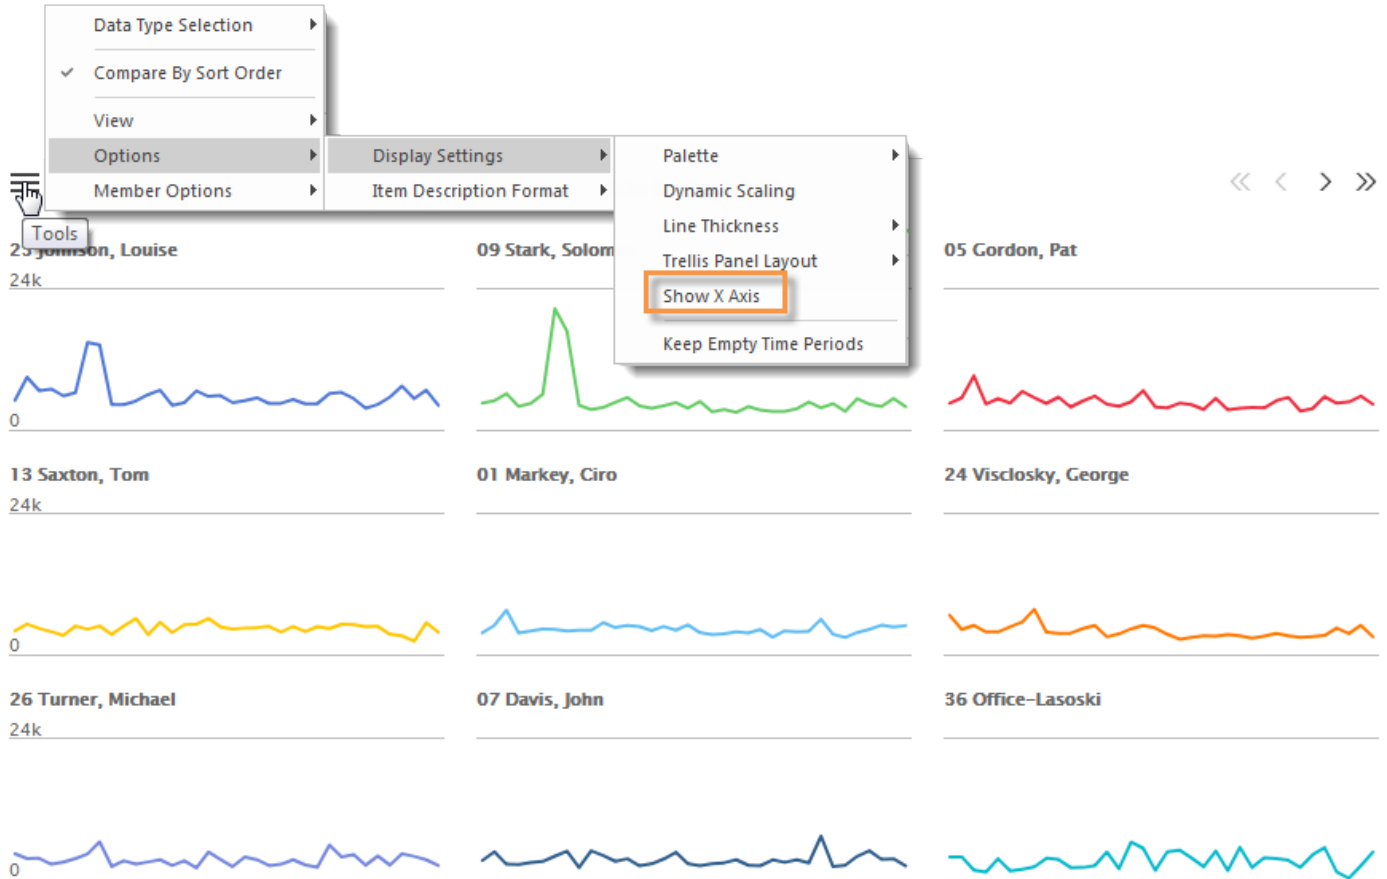 Data Type Selection
Compare By Sort Order
View
Options
Member Options
Display Settings
Item Description Format
Palette
Dynamic Scaling
Line Thickness
Trellis Panel Layout
Show X Axis
Keep Empty Time Periods
Tools
Louise
24k
0
09 Stark,
05 Gordon, Pat
13 Saxton, Tom
24k
0
01 Markey, Ciro
24 Visclosky, George
26 Turner, Michael
24k
0
07 Davis, John
36 Office-Lasoski